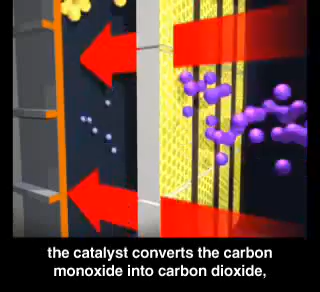 the catalyst converts the carbon
monoxide into carbon dioxide,